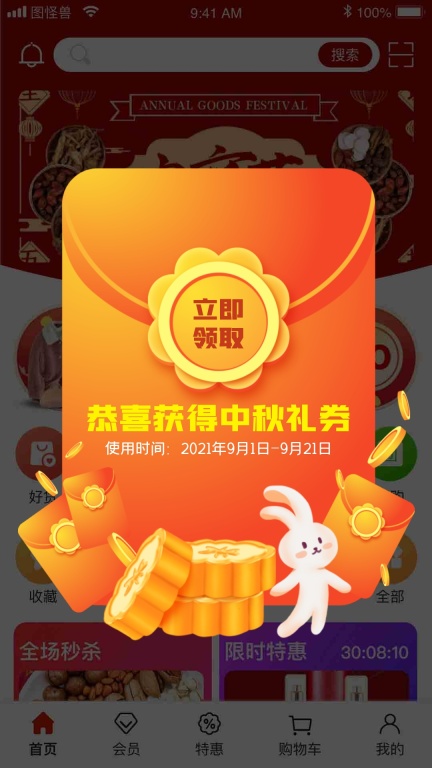 图怪兽 9:41 AM 100%
搜索
ANNUAL GOODS FESTIVAL
立即
领取
恭喜获得中秋礼券
使用时间：2021年9月1日-9月21日
收藏 全部
全场秒杀 限时特惠 30:08:10
首页 会员 特惠 购物车 我的